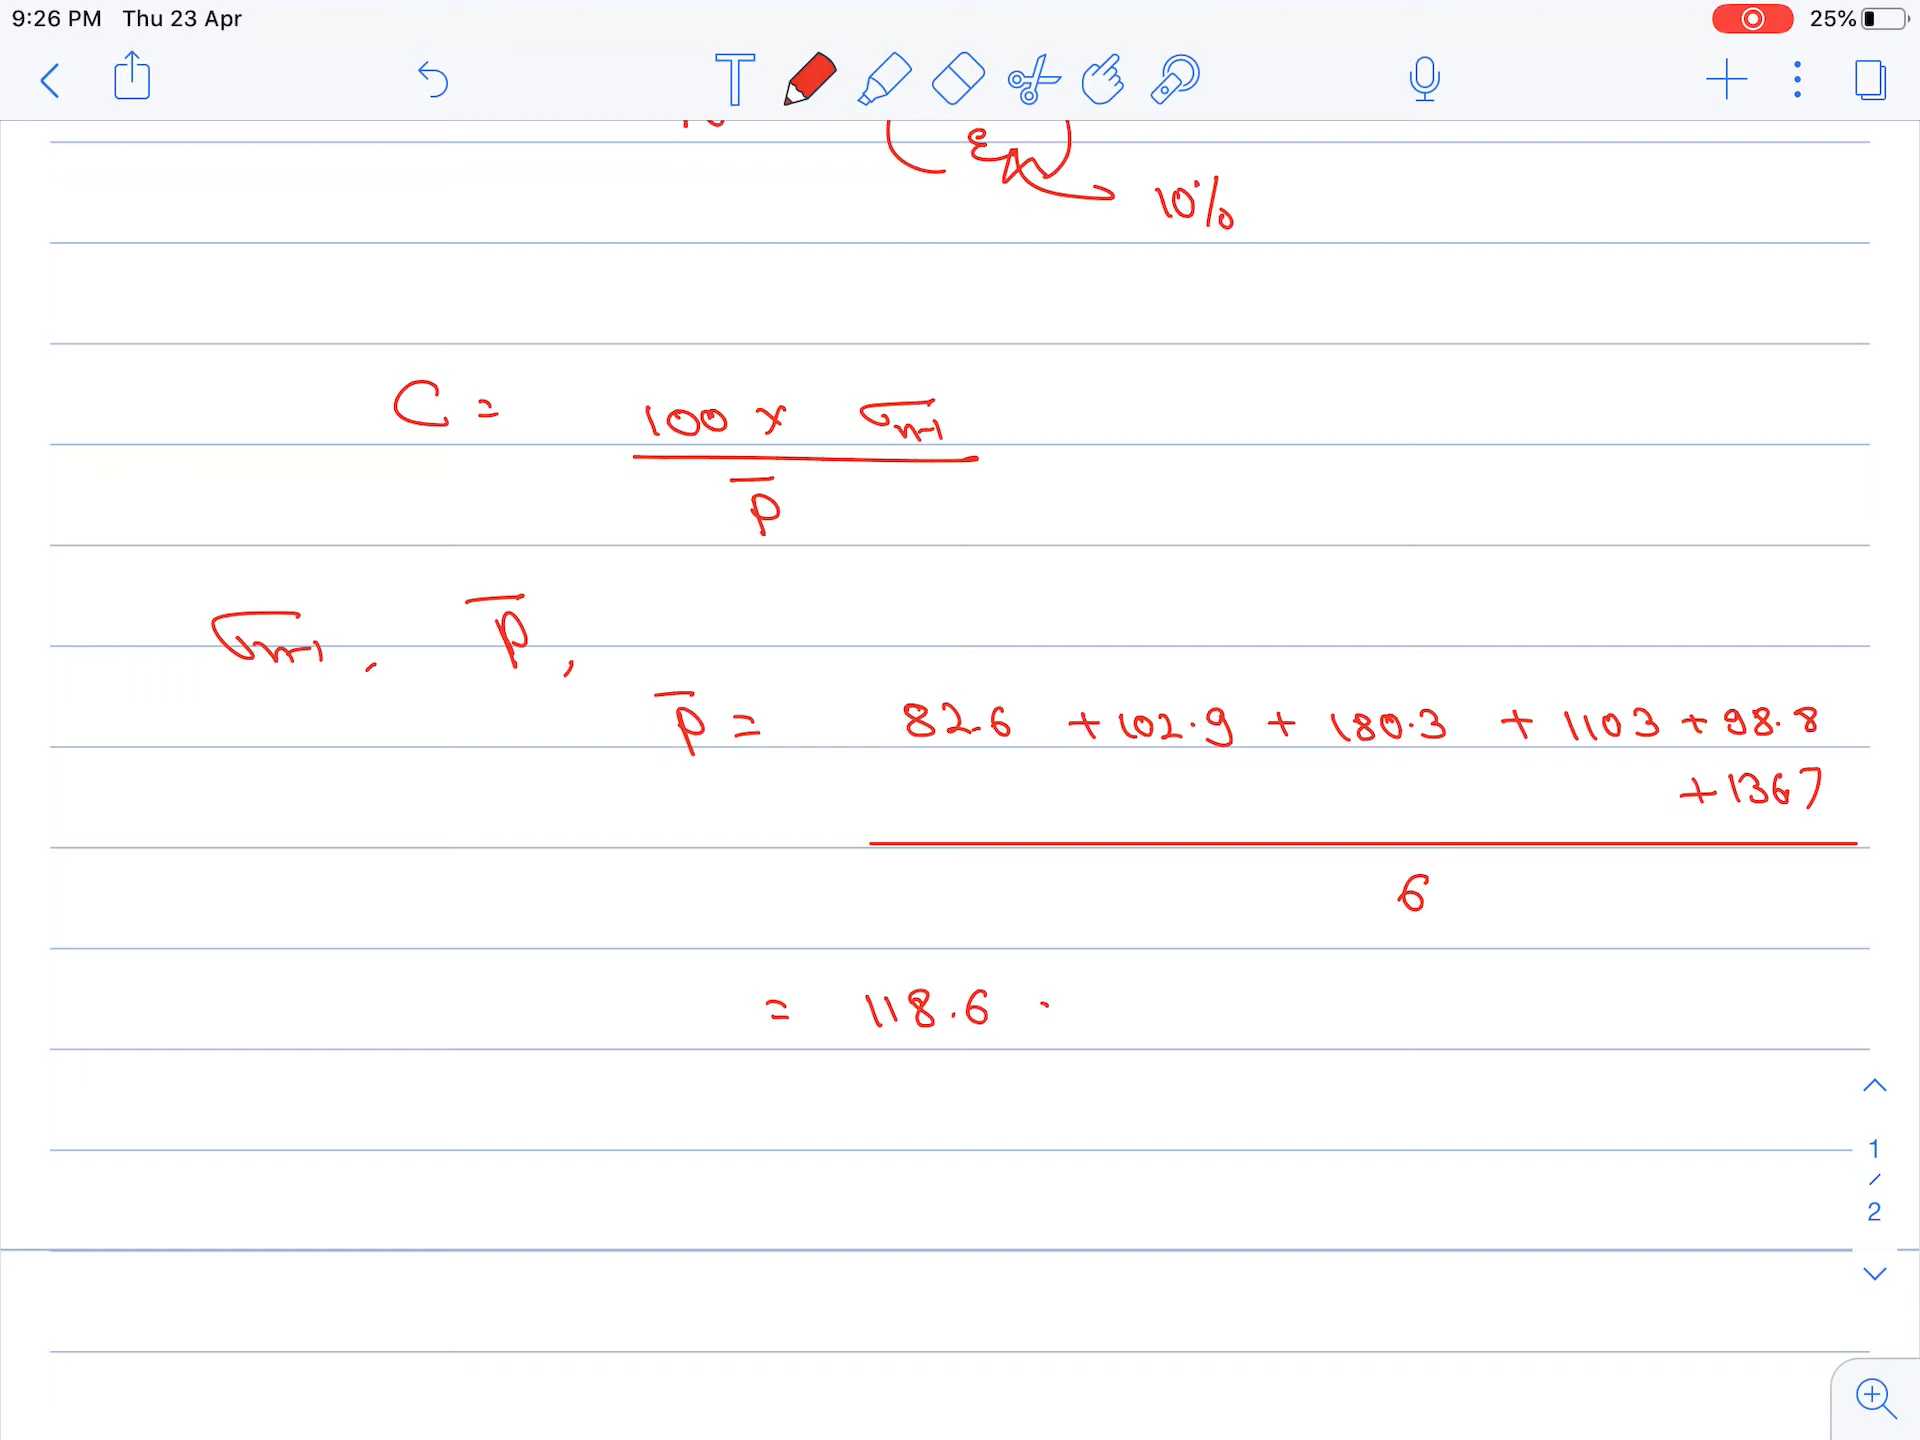 9:26 PM Thu 23 Apr 25%
εn
10%
C = 100 × σn-1
p̄
σn-1, p̄,
p̄ = 82.6 + 102.9 + 180.3 + 1103 + 98.8
+ 1367
6
= 118.6
1
/
2